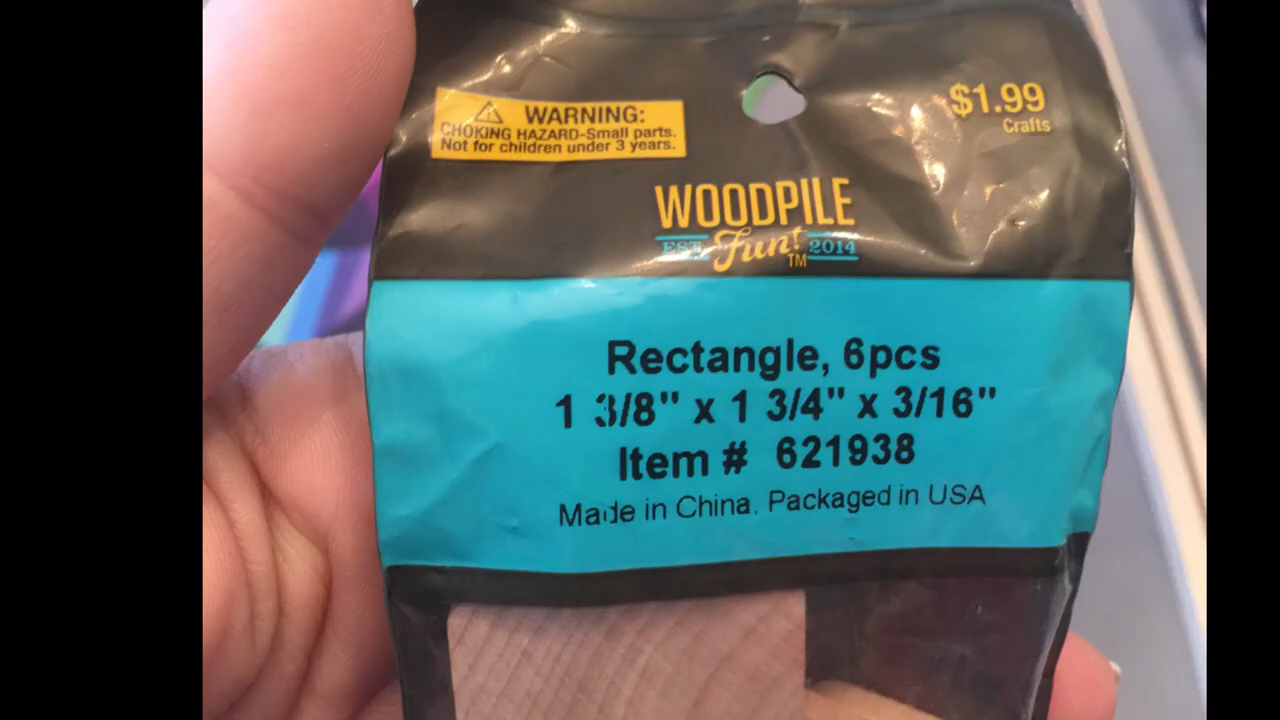 WARNING:
CHOKING HAZARD-Small parts.
Not for children under 3 years.
$1.99
Crafts
WOODPILE
EST. Fun! 2014
TM
Rectangle, 6pcs
1 3/8" x 1 3/4" x 3/16"
Item # 621938
Made in China. Packaged in USA